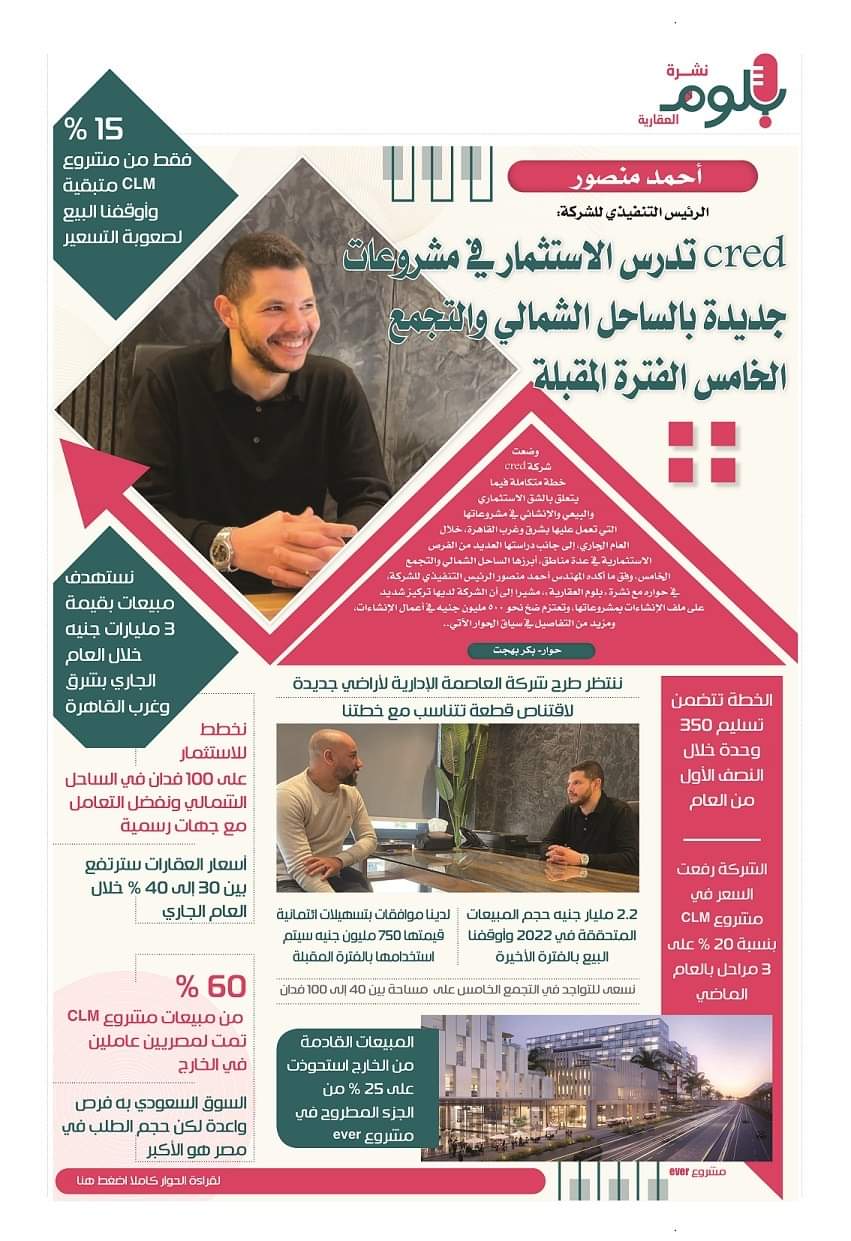 نشرة
بلوم
العقارية
% 15
فقط من مشروع
CLM متبقية
وأوقفنا البيع
لصعوبة التسعير
أحمد منصور
الرئيس التنفيذي للشركة:
cred تدرس الاستثمار في مشروعات
جديدة بالساحل الشمالي والتجمع
الخامس الفترة المقبلة
وضعت
شركة cred
خطة متكاملة فيما
يتعلق بالشق الاستثماري
والبيعي والإنشائي في مشروعاتها
التي تعمل عليها بشرق وغرب القاهرة، خلال
العام الجاري، إلى جانب دراستها العديد من الفرص
الاستثمارية في عدة مناطق، أبرزها الساحل الشمالي والتجمع
الخامس، وفق ما أكده المهندس أحمد منصور الرئيس التنفيذي للشركة،
في حواره مع نشرة «بلوم العقارية»، مشيرا إلى أن الشركة لديها تركيز شديد
على ملف الإنشاءات بمشروعاتها، وتعتزم ضخ نحو ٥٠٠ مليون جنيه في أعمال الإنشاءات،
ومزيد من التفاصيل في سياق الحوار الآتي..
حوار- بكر بهجت
نستهدف
مبيعات بقيمة
3 مليارات جنيه
خلال العام
الجاري بشرق
وغرب القاهرة
ننتظر طرح شركة العاصمة الإدارية لأراضي جديدة
لاقتناص قطعة تتناسب مع خطتنا
الخطة تتضمن
تسليم 350
وحدة خلال
النصف الأول
من العام
الشركة رفعت
السعر في
مشروع CLM
بنسبة 20 % على
3 مراحل بالعام
الماضي
نخطط
للاستثمار
على 100 فدان في الساحل
الشمالي ونفضل التعامل
مع جهات رسمية
أسعار العقارات سترتفع
بين 30 إلى 40 % خلال
العام الجاري
2.2 مليار جنيه حجم المبيعات
المتحققة في 2022 وأوقفنا
البيع بالفترة الأخيرة
لدينا موافقات بتسهيلات ائتمانية
قيمتها 750 مليون جنيه سيتم
استخدامها بالفترة المقبلة
نسعى للتواجد في التجمع الخامس على مساحة بين 40 إلى 100 فدان
% 60
من مبيعات مشروع CLM
تمت لمصريين عاملين
في الخارج
السوق السعودي به فرص
واعدة لكن حجم الطلب في
مصر هو الأكبر
المبيعات القادمة
من الخارج استحوذت
على 25 % من
الجزء المطروح في
مشروع ever
مشروع ever
لقراءة الحوار كاملا اضغط هنا